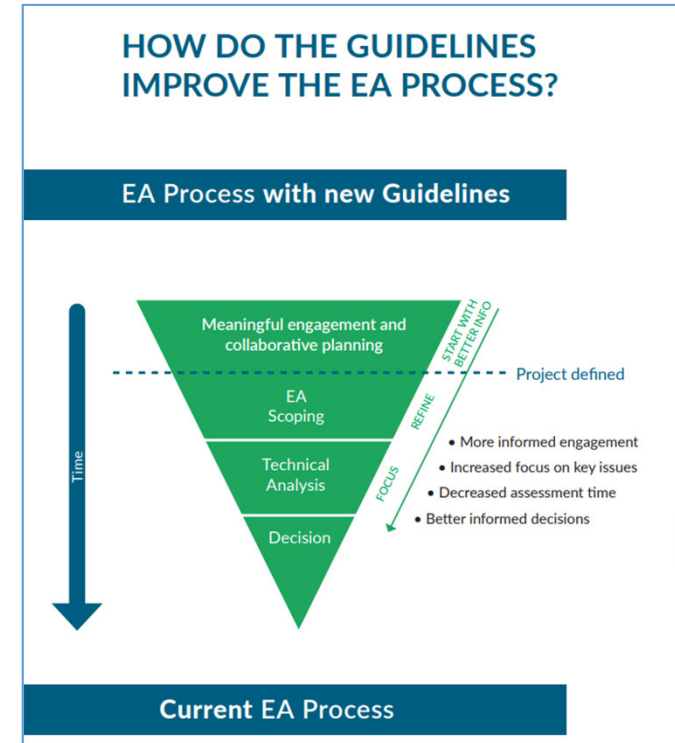 HOW DO THE GUIDELINES
IMPROVE THE EA PROCESS?
EA Process with new Guidelines
Time
Meaningful engagement and
collaborative planning
START WITH
BETTER INFO
Project defined
EA
Scoping
REFINE
• More informed engagement
• Increased focus on key issues
Technical
Analysis
FOCUS
• Decreased assessment time
• Better informed decisions
Decision
Current EA Process